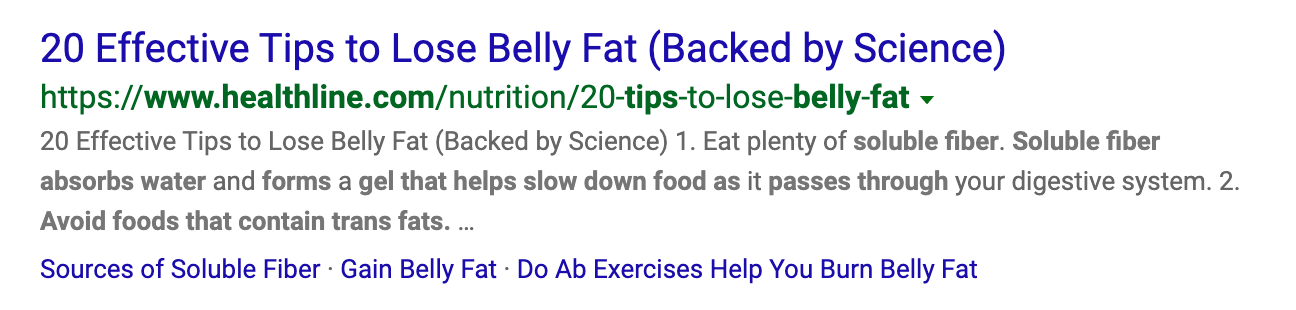 20 Effective Tips to Lose Belly Fat (Backed by Science)
https://www.healthline.com/nutrition/20-tips-to-lose-belly-fat
20 Effective Tips to Lose Belly Fat (Backed by Science) 1. Eat plenty of soluble fiber. Soluble fiber
absorbs water and forms a gel that helps slow down food as it passes through your digestive system. 2.
Avoid foods that contain trans fats. ...
Sources of Soluble Fiber · Gain Belly Fat · Do Ab Exercises Help You Burn Belly Fat